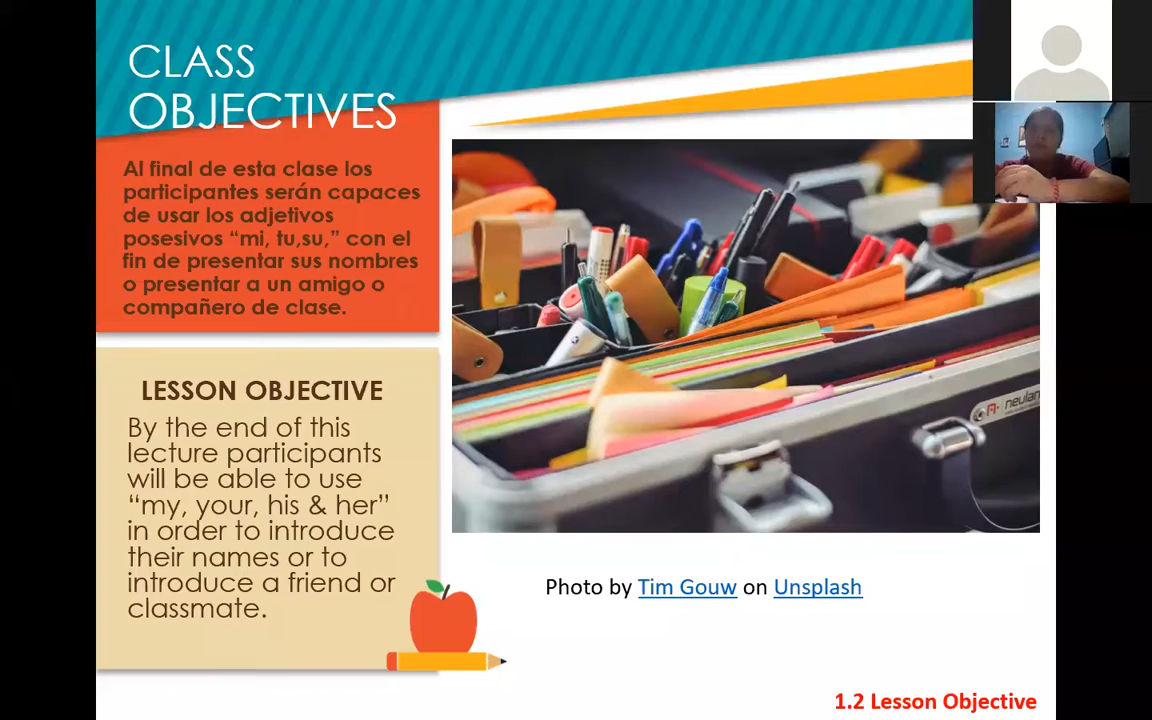 CLASS
OBJECTIVES
Al final de esta clase los
participantes serán capaces
de usar los adjetivos
posesivos “mi, tu,su,” con el
fin de presentar sus nombres
o presentar a un amigo o
compañero de clase.
LESSON OBJECTIVE
By the end of this
lecture participants
will be able to use
“my, your, his & her”
in order to introduce
their names or to
introduce a friend or
classmate.
neulan
Photo by Tim Gouw on Unsplash
1.2 Lesson Objective